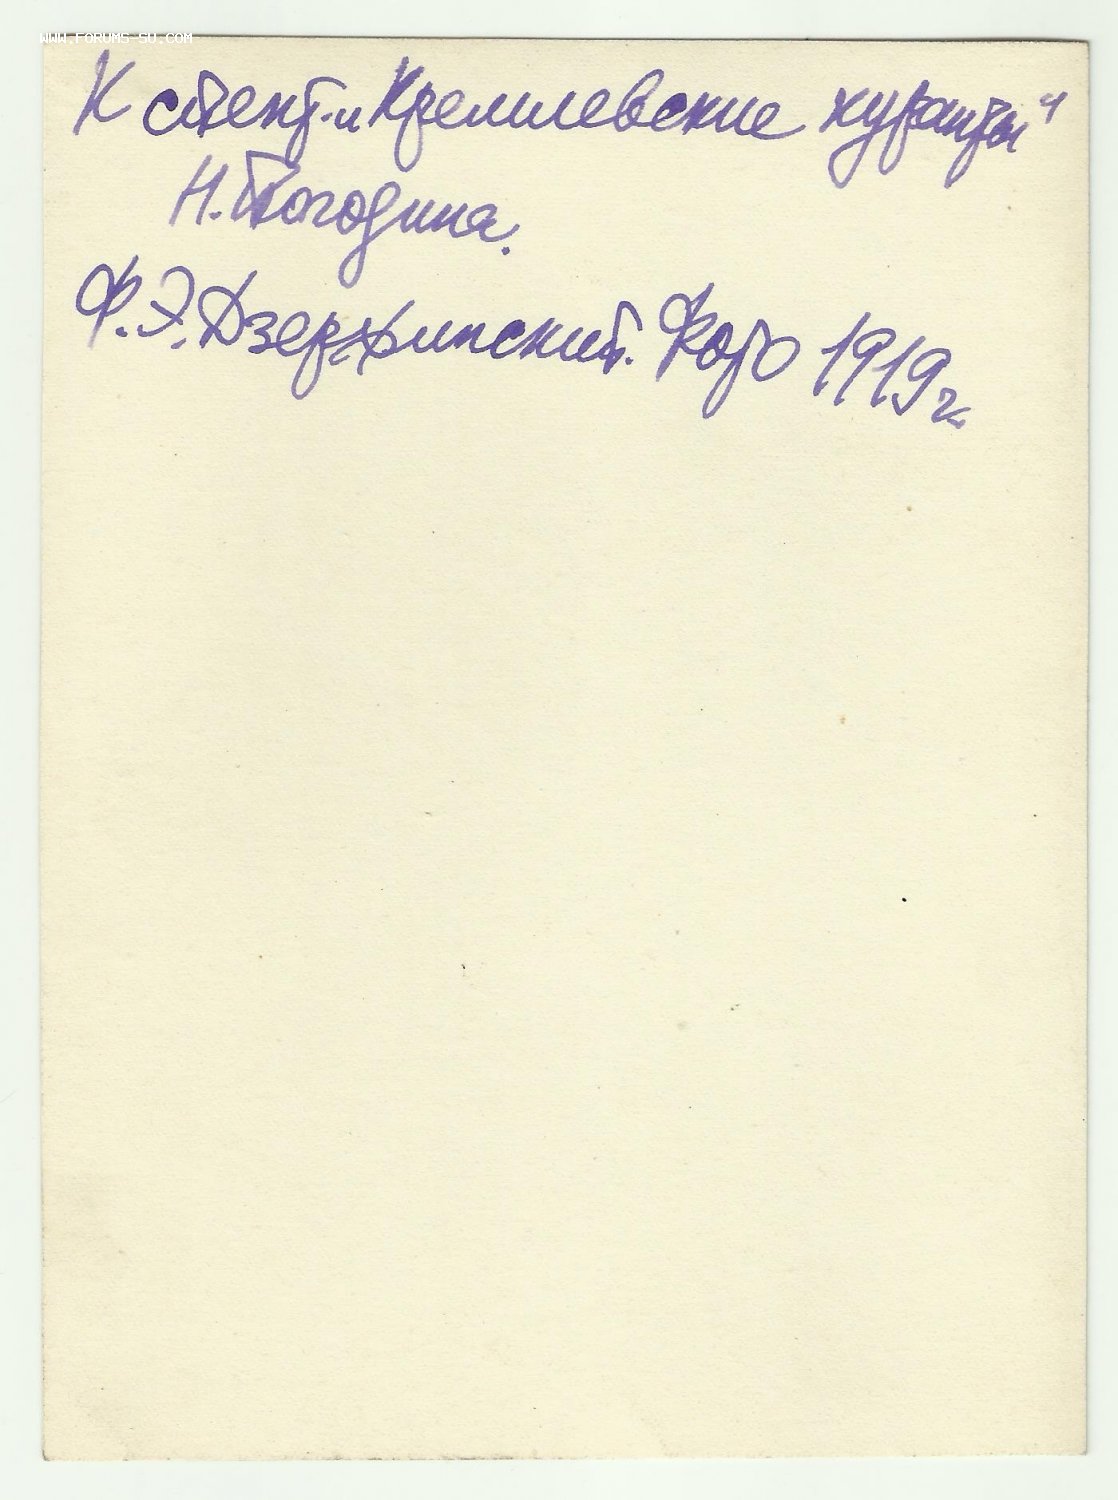 WWW.FORUMS-SU.COM
К спект. „Кремлевские куранты"
Н. Погодина.
Ф. Э. Дзержинский. Фото 1919 г.